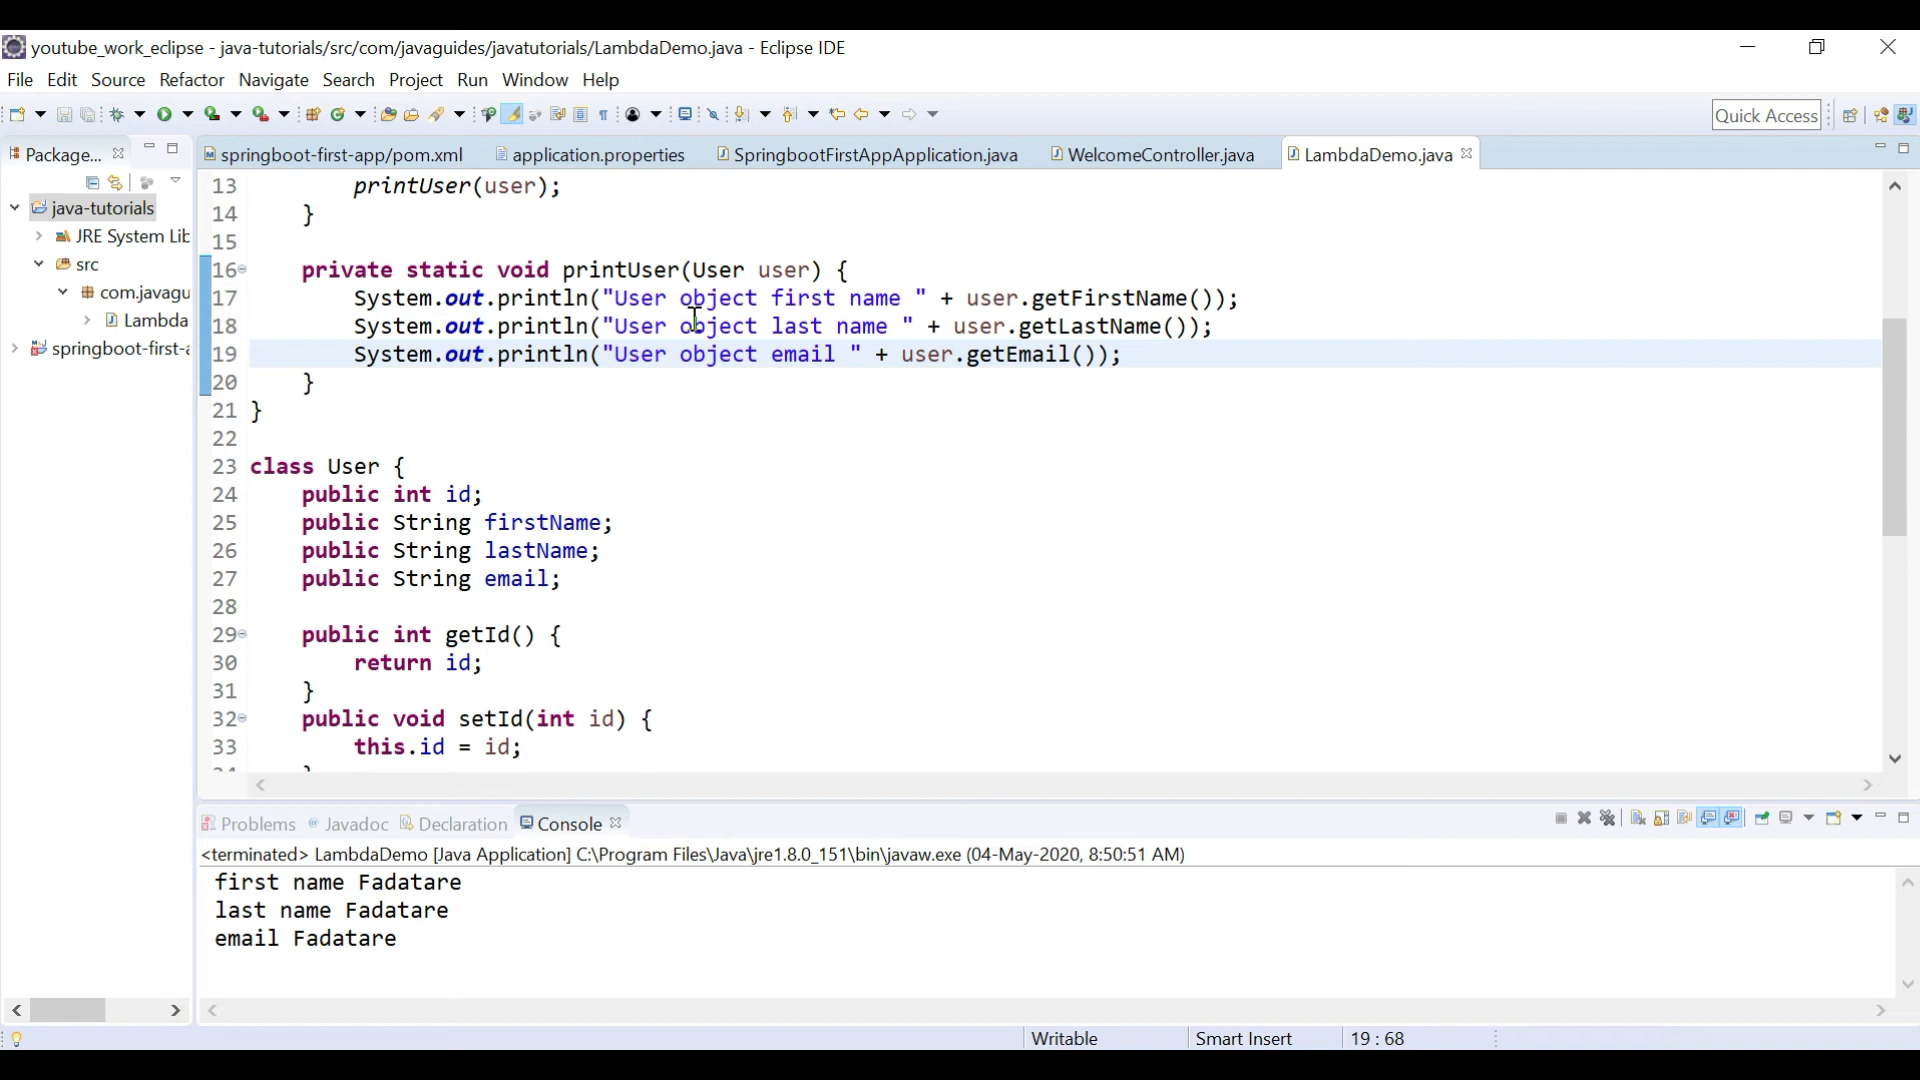 youtube_work_eclipse - java-tutorials/src/com/javaguides/javatutorials/LambdaDemo.java - Eclipse IDE
File Edit Source Refactor Navigate Search Project Run Window Help
Quick Access
Package...
springboot-first-app/pom.xml application.properties SpringbootFirstAppApplication.java WelcomeController.java LambdaDemo.java
java-tutorials
JRE System Lib
src
com.javagu
Lambda
springboot-first-a
13 printUser(user);
14 }
15
16 private static void printUser(User user) {
17 System.out.println("User object first name " + user.getFirstName());
18 System.out.println("User object last name " + user.getLastName());
19 System.out.println("User object email " + user.getEmail());
20 }
21 }
22
23 class User {
24 public int id;
25 public String firstName;
26 public String lastName;
27 public String email;
28
29 public int getId() {
30 return id;
31 }
32 public void setId(int id) {
33 this.id = id;
34 }
Problems Javadoc Declaration Console
<terminated> LambdaDemo [Java Application] C:\Program Files\Java\jre1.8.0_151\bin\javaw.exe (04-May-2020, 8:50:51 AM)
first name Fadatare
last name Fadatare
email Fadatare
Writable Smart Insert 19 : 68